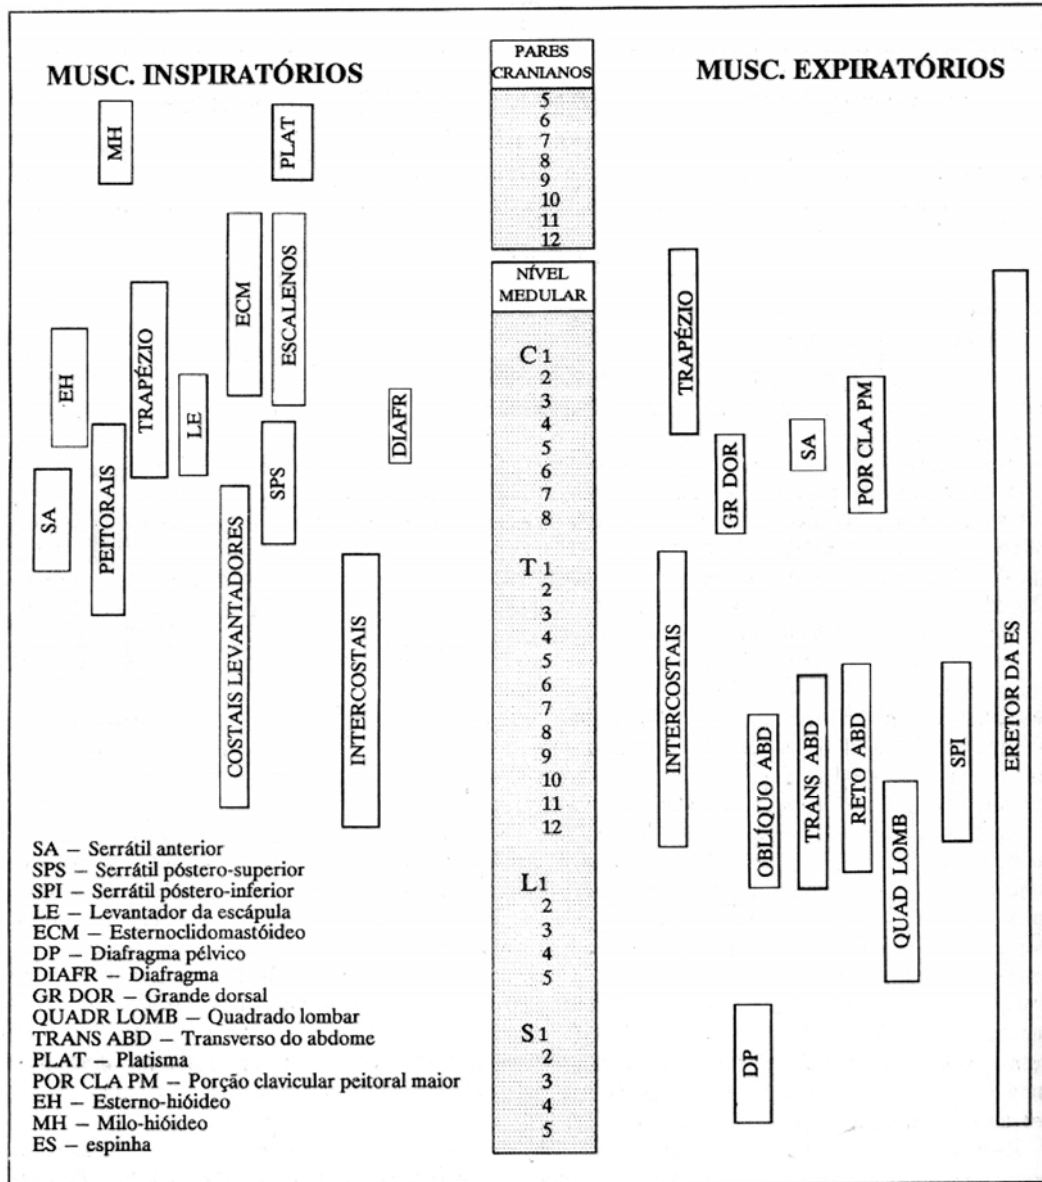 MUSC. INSPIRATÓRIOS
MH
PLAT
ECM
ESCALENOS
TRAPÉZIO
EH
LE
DIAFR
PEITORAIS
SPS
SA
COSTAIS LEVANTADORES
INTERCOSTAIS
PARES
CRANIANOS
5
6
7
8
9
10
11
12
NÍVEL
MEDULAR
C 1
2
3
4
5
6
7
8
T 1
2
3
4
5
6
7
8
9
10
11
12
L 1
2
3
4
5
S 1
2
3
4
5
MUSC. EXPIRATÓRIOS
TRAPÉZIO
GR DOR
SA
POR CLA PM
INTERCOSTAIS
OBLÍQUO ABD
TRANS ABD
RETO ABD
QUAD LOMB
SPI
ERETOR DA ES
DP
SA – Serrátil anterior
SPS – Serrátil póstero-superior
SPI – Serrátil póstero-inferior
LE – Levantador da escápula
ECM – Esternoclidomastóideo
DP – Diafragma pélvico
DIAFR – Diafragma
GR DOR – Grande dorsal
QUADR LOMB – Quadrado lombar
TRANS ABD – Transverso do abdome
PLAT – Platisma
POR CLA PM – Porção clavicular peitoral maior
EH – Esterno-hióideo
MH – Milo-hióideo
ES – espinha